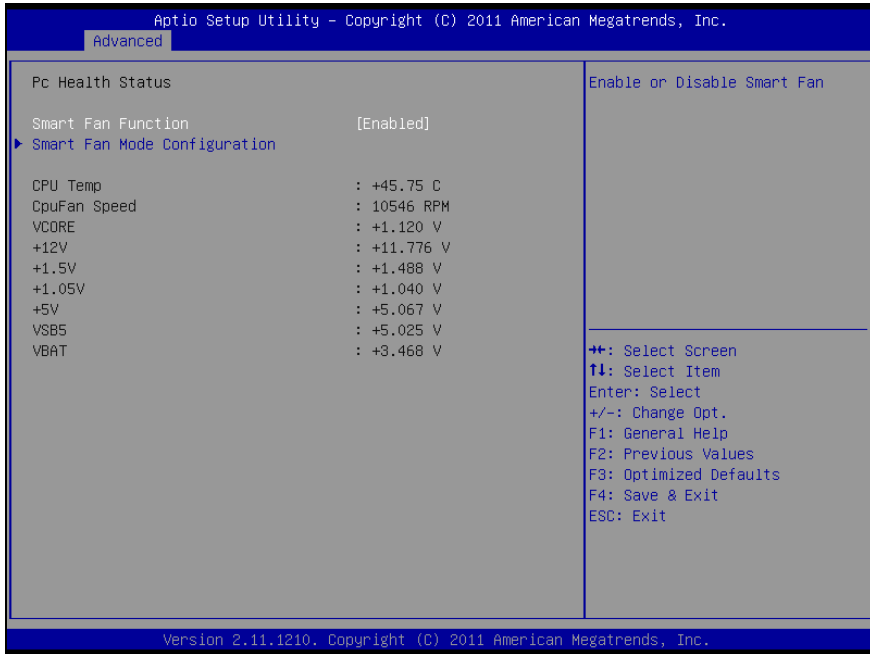 Aptio Setup Utility – Copyright (C) 2011 American Megatrends, Inc.
Advanced
Pc Health Status
Smart Fan Function [Enabled]
Smart Fan Mode Configuration
CPU Temp : +45.75 C
CpuFan Speed : 10546 RPM
VCORE : +1.120 V
+12V : +11.776 V
+1.5V : +1.488 V
+1.05V : +1.040 V
+5V : +5.067 V
VSB5 : +5.025 V
VBAT : +3.468 V
Enable or Disable Smart Fan
→←: Select Screen
↑↓: Select Item
Enter: Select
+/-: Change Opt.
F1: General Help
F2: Previous Values
F3: Optimized Defaults
F4: Save & Exit
ESC: Exit
Version 2.11.1210. Copyright (C) 2011 American Megatrends, Inc.